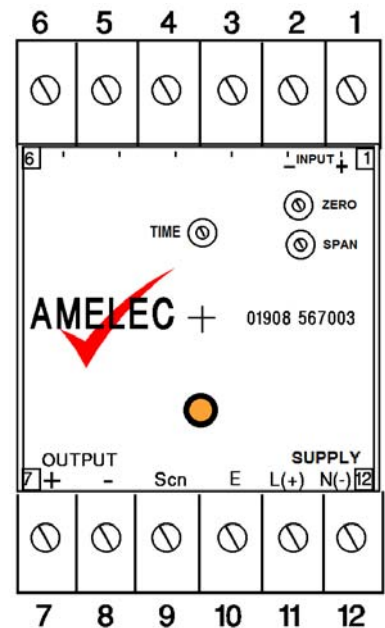 6 5 4 3 2 1
6 - INPUT + 1
ZERO
TIME
SPAN
AMELEC 01908 567003
OUTPUT SUPPLY
7 + - Scn E L(+) N(-) 12
7 8 9 10 11 12